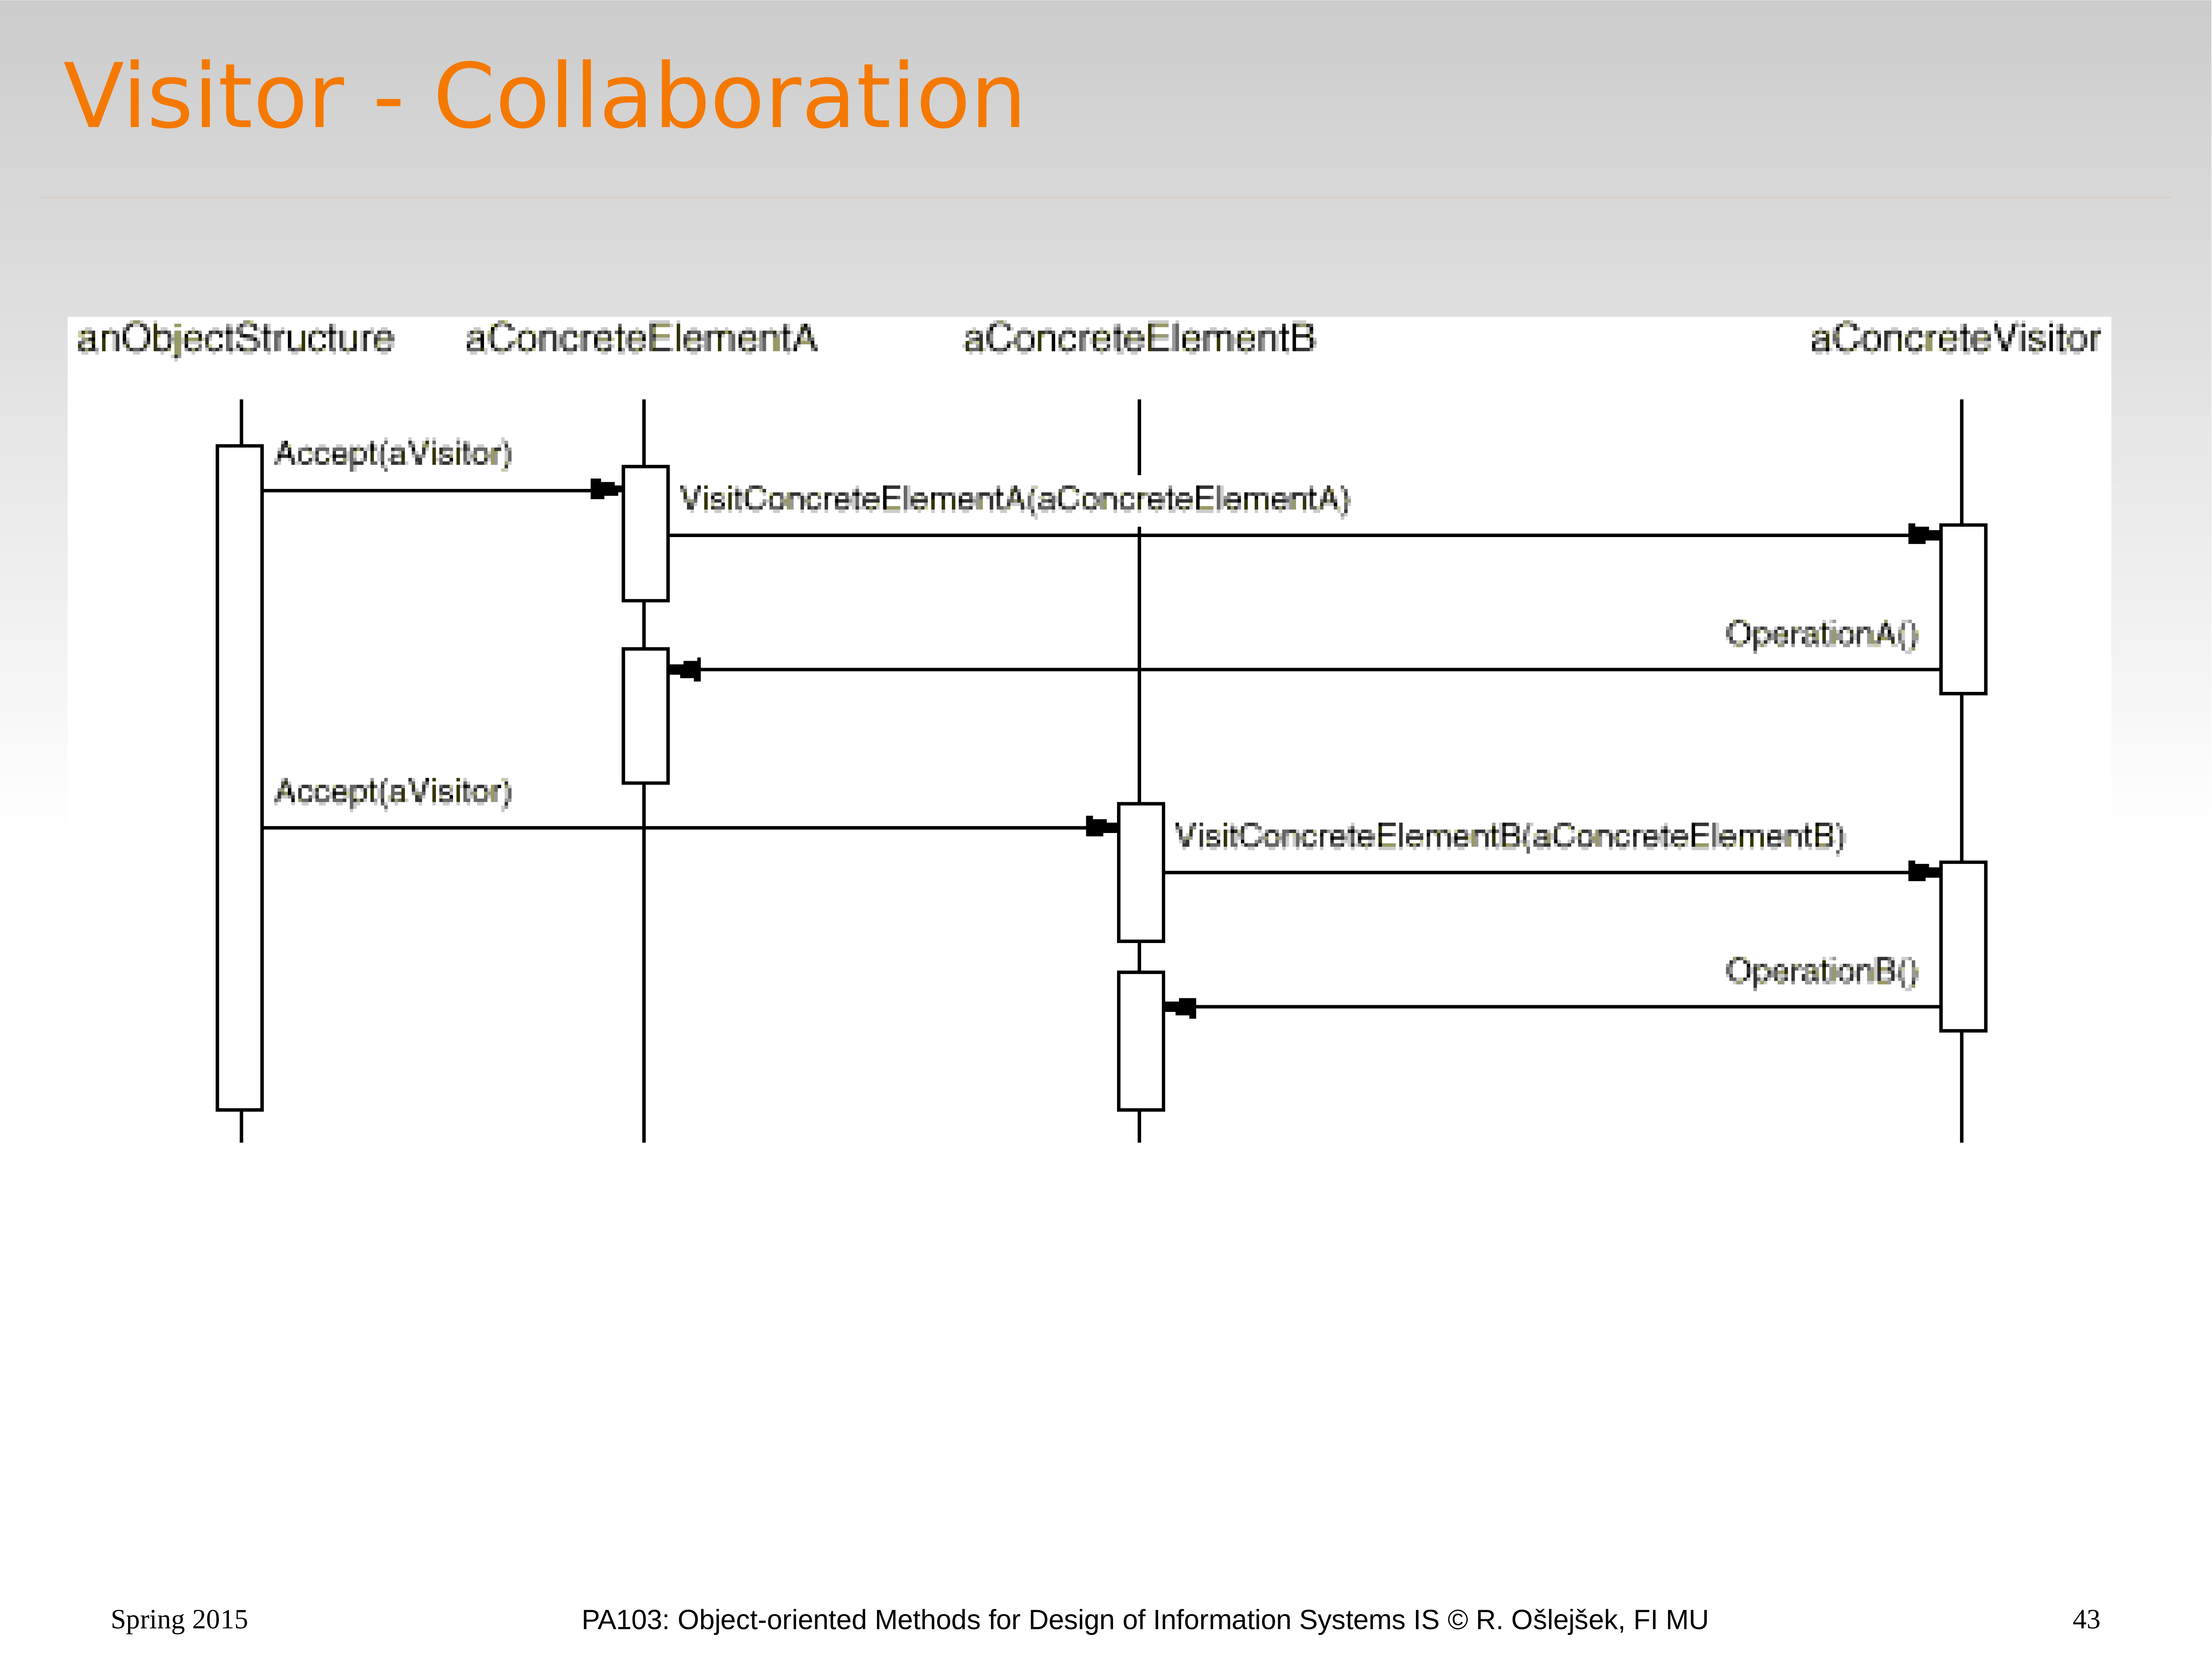 Visitor - Collaboration
anObjectStructure aConcreteElementA aConcreteElementB aConcreteVisitor
Accept(aVisitor)
VisitConcreteElementA(aConcreteElementA)
OperationA()
Accept(aVisitor)
VisitConcreteElementB(aConcreteElementB)
OperationB()
Spring 2015 PA103: Object-oriented Methods for Design of Information Systems IS © R. Ošlejšek, FI MU 43